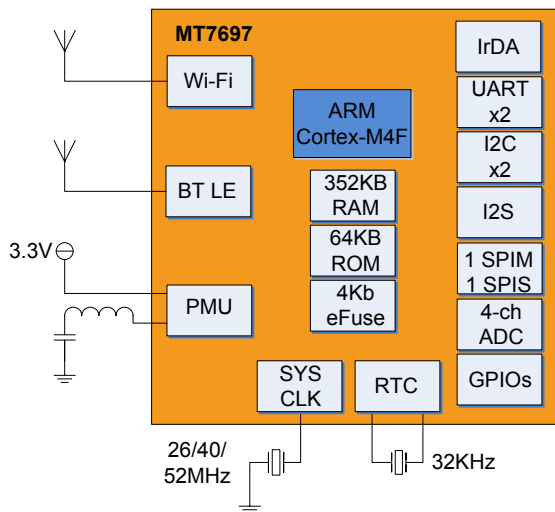 MT7697
Wi-Fi
BT LE
3.3V
PMU
ARM
Cortex-M4F
352KB
RAM
64KB
ROM
4Kb
eFuse
SYS
CLK
RTC
26/40/
52MHz
32KHz
IrDA
UART
x2
I2C
x2
I2S
1 SPIM
1 SPIS
4-ch
ADC
GPIOs